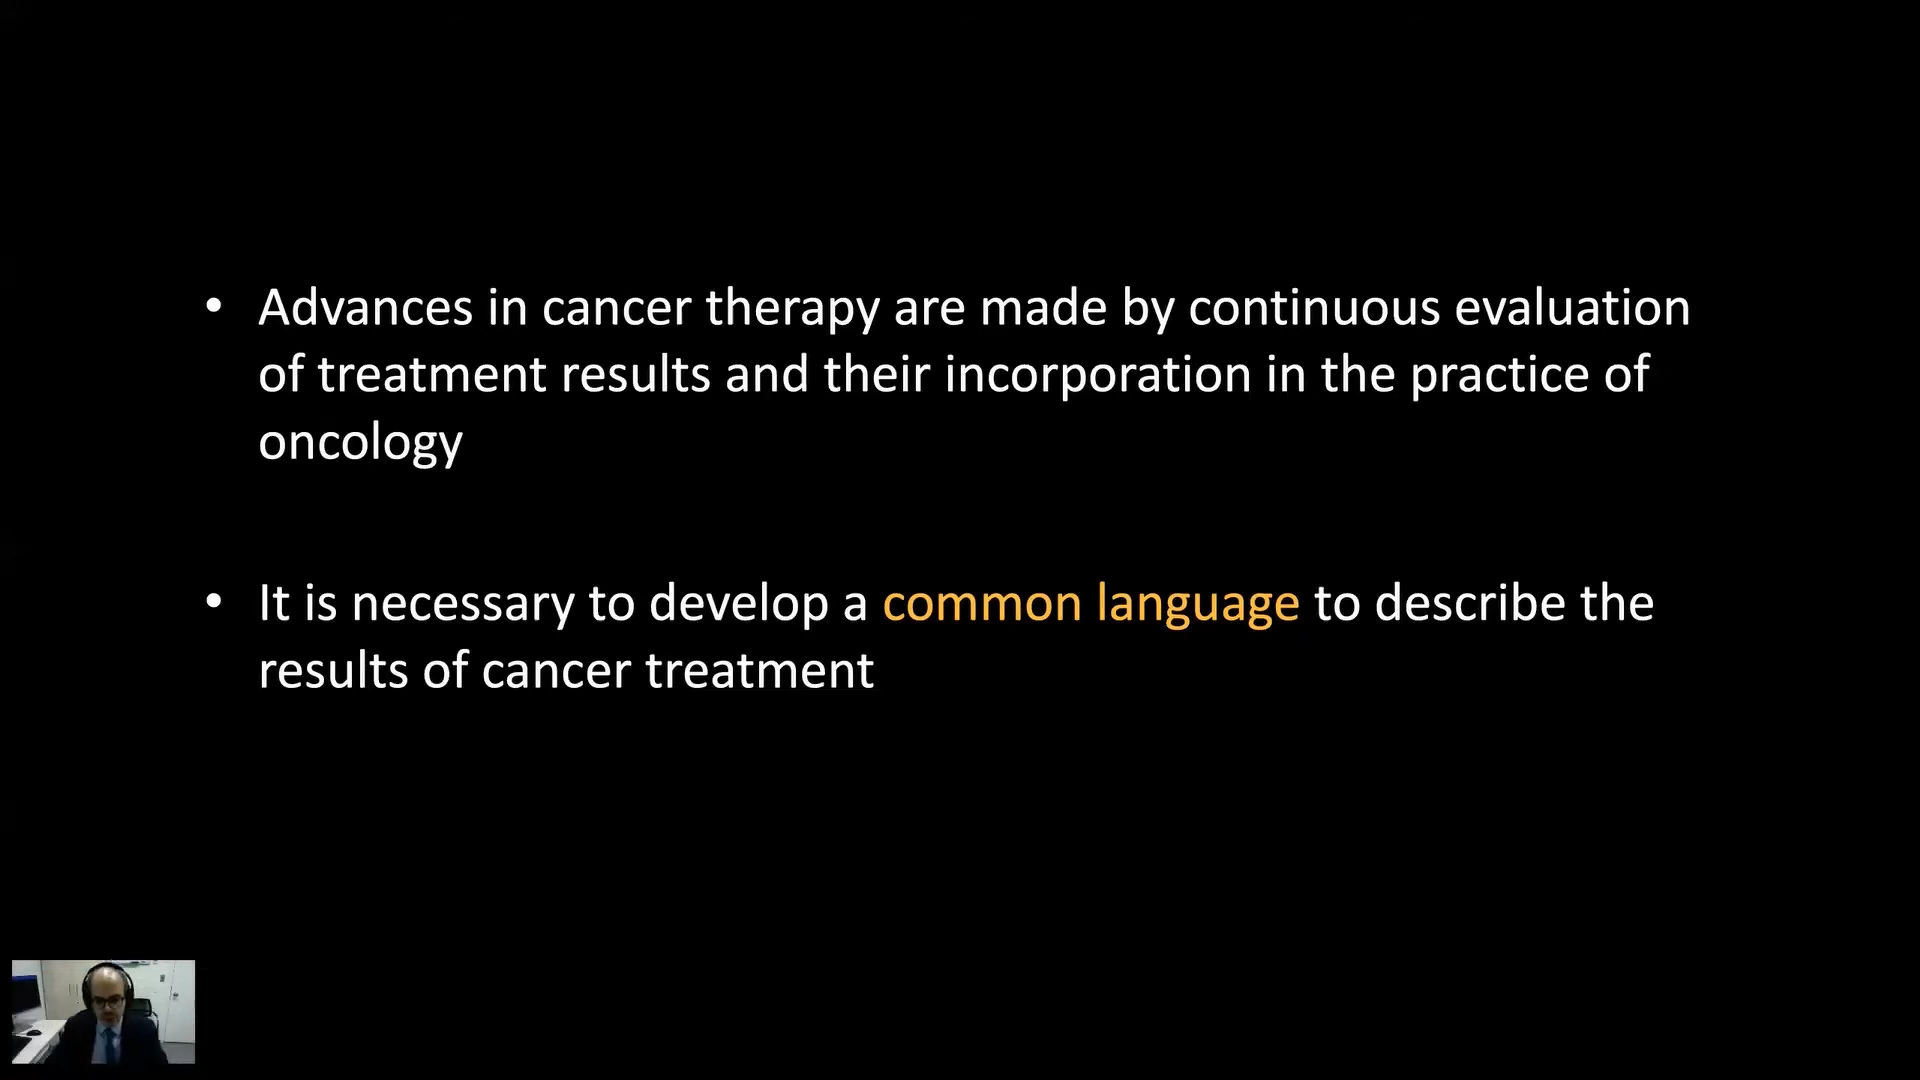 • Advances in cancer therapy are made by continuous evaluation
of treatment results and their incorporation in the practice of
oncology
• It is necessary to develop a common language to describe the
results of cancer treatment